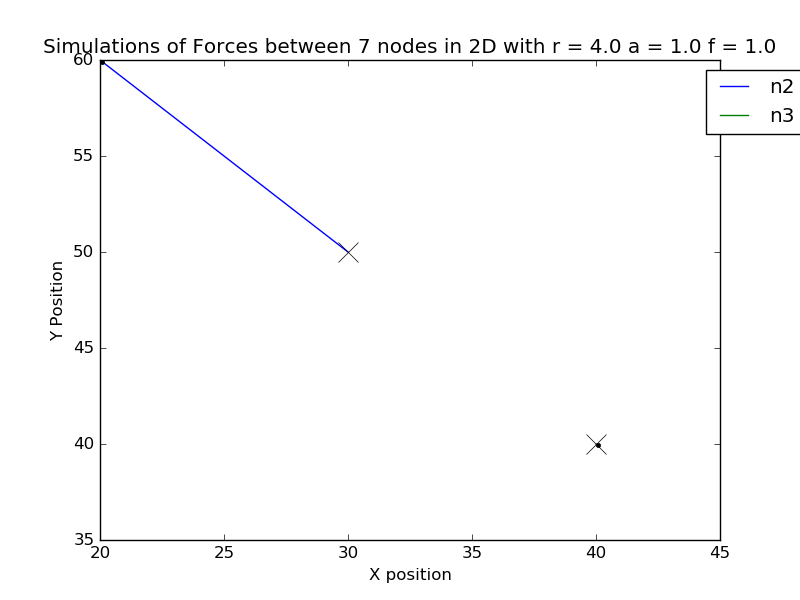 Simulations of Forces between 7 nodes in 2D with r = 4.0 a = 1.0 f = 1.0
n2
n3
60
55
50
45
40
35
Y Position
20 25 30 35 40 45
X position